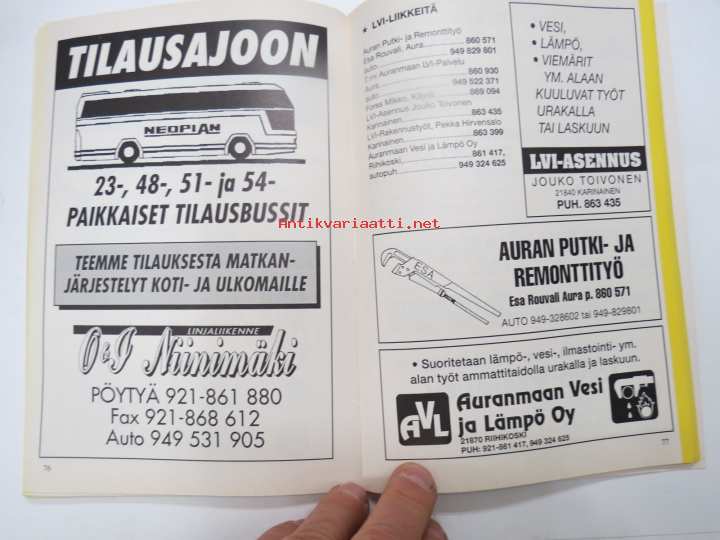 TILAUSAJOON
NEOPLAN
23-, 48-, 51- ja 54-
PAIKKAISET TILAUSBUSSIT
TEEMME TILAUKSESTA MATKAN-
JÄRJESTELYT KOTI- JA ULKOMAILLE
LINJALIIKENNE
O&I Niinimäki
PÖYTYÄ 921-861 880
Fax 921-868 612
Auto 949 531 905
76
★ LVI-LIIKKEITÄ
Auran Putki- ja Remonttityö
Esa Rouvali, Aura 860 571
auto 949 829 801
Auranmaan LVI-Palvelu
Aura 860 930
auto 949 522 371
Forss Mikko, 869 094
LVI-Asennus Jouko Toivonen
Karinainen 863 435
LVI-Rakennustyöt, Pekka Hirvensalo
Karinainen 863 399
Auranmaan Vesi ja Lämpö Oy
Riihikoski 861 417,
autopuh 949 324 625
• VESI,
• LÄMPÖ,
• VIEMÄRIT
YM. ALAAN
KUULUVAT TYÖT
URAKALLA
TAI LASKUUN
LVI-ASENNUS
JOUKO TOIVONEN
21840 KARINAINEN
PUH. 863 435
ESA
AURAN PUTKI- JA
REMONTTITYÖ
Esa Rouvali Aura p. 860 571
AUTO 949-328602 tai 949-829801
• Suoritetaan lämpö-, vesi-, ilmastointi- ym.
alan työt ammattitaidolla urakalla ja laskuun.
AVL
Auranmaan Vesi
ja Lämpö Oy
21870 RIIHIKOSKI
PUH: 921-861 417, 949 324 625
77
Antikvariaatti.net